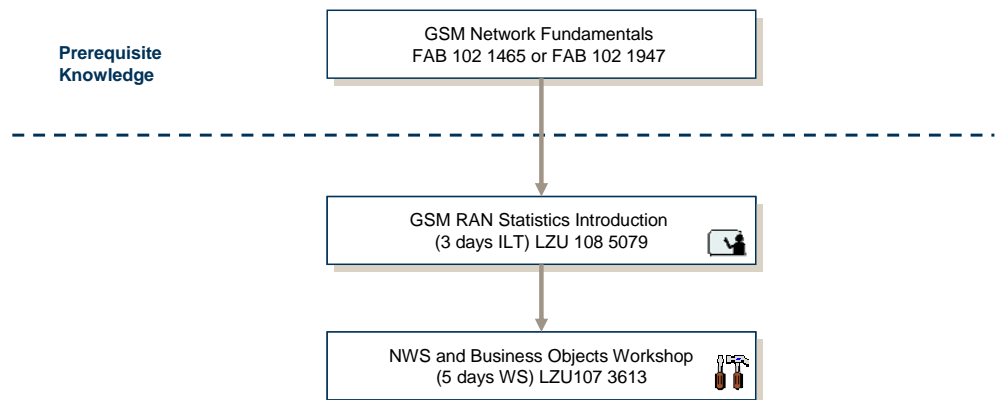 Prerequisite
Knowledge
GSM Network Fundamentals
FAB 102 1465 or FAB 102 1947
GSM RAN Statistics Introduction
(3 days ILT) LZU 108 5079
NWS and Business Objects Workshop
(5 days WS) LZU107 3613